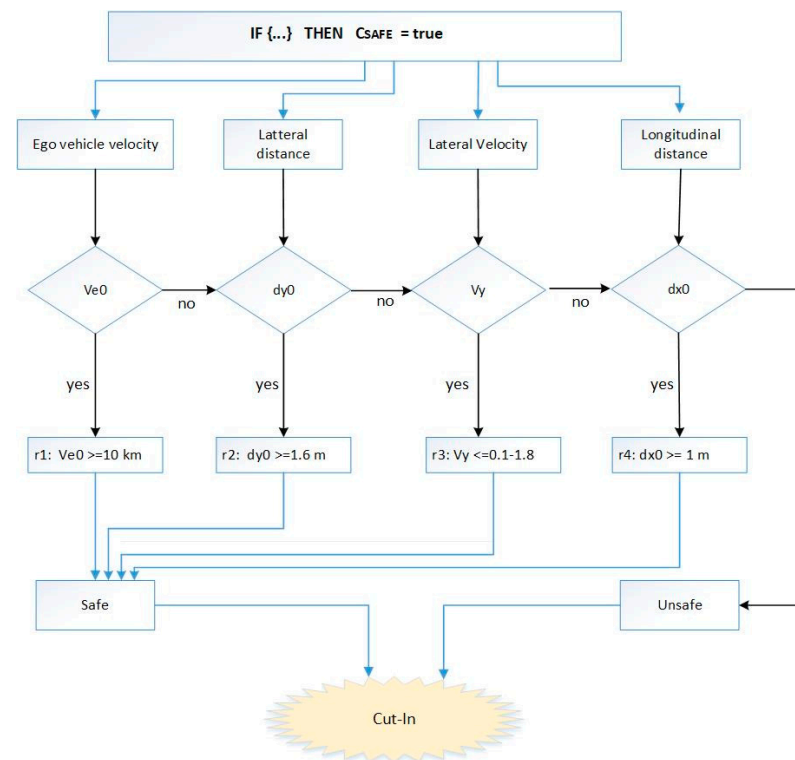 IF {...} THEN CSAFE = true
Ego vehicle velocity
Latteral
distance
Lateral Velocity
Longitudinal
distance
Ve0
no
dy0
no
Vy
no
dx0
yes
yes
yes
yes
r1: Ve0 >=10 km
r2: dy0 >=1.6 m
r3: Vy <=0.1-1.8
r4: dx0 >= 1 m
Safe
Unsafe
Cut-In